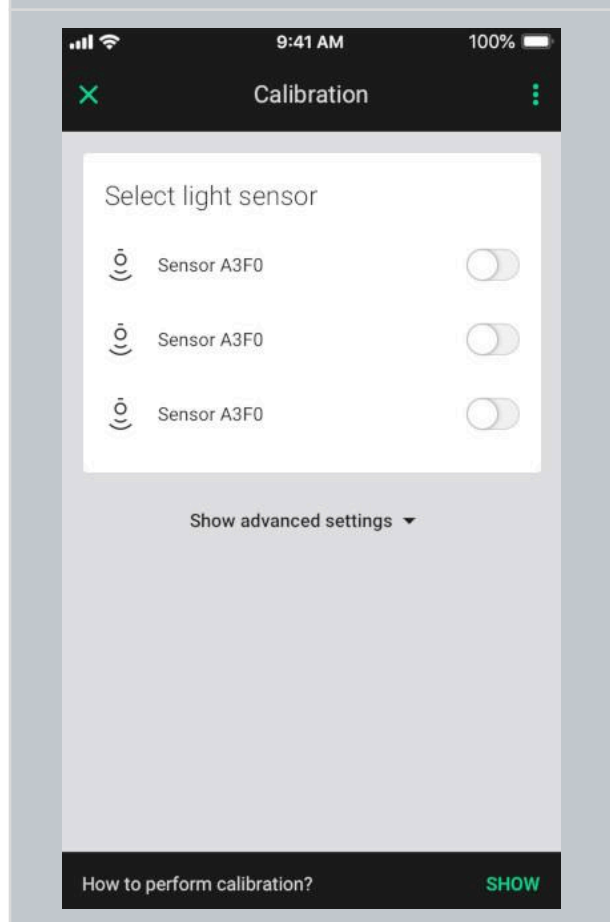 9:41 AM 100%
Calibration
Select light sensor
Sensor A3F0
Sensor A3F0
Sensor A3F0
Show advanced settings
How to perform calibration? SHOW